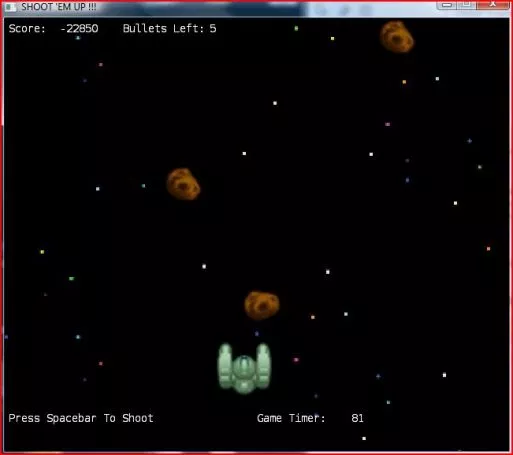 SHOOT 'EM UP !!!
Score: -22850 Bullets Left: 5
Press Spacebar To Shoot Game Timer: 81